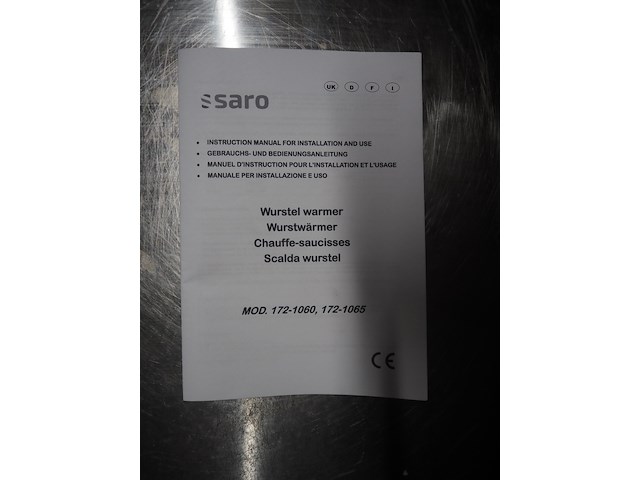 UK D F I
saro
• INSTRUCTION MANUAL FOR INSTALLATION AND USE
• GEBRAUCHS- UND BEDIENUNGSANLEITUNG
• MANUEL D'INSTRUCTION POUR L'INSTALLATION ET L'USAGE
• MANUALE PER INSTALLAZIONE E USO
Wurstel warmer
Wurstwärmer
Chauffe-saucisses
Scalda wurstel
MOD. 172-1060, 172-1065
CE